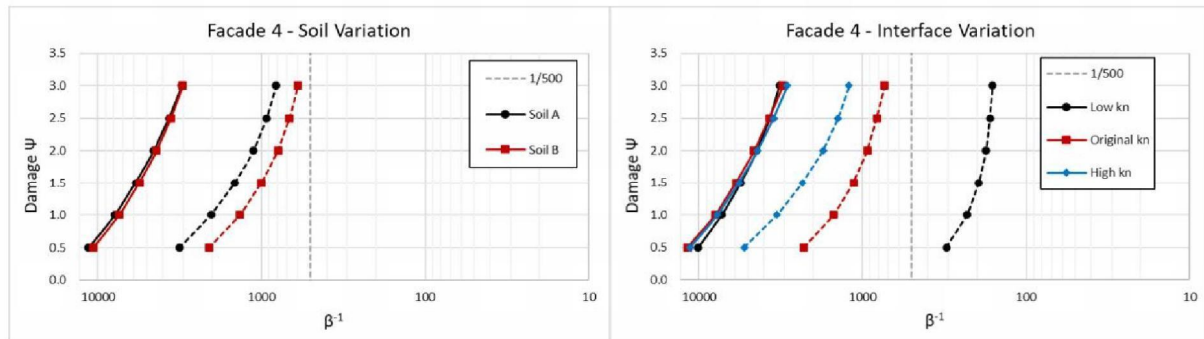 Facade 4 - Soil Variation
3.5
3.0
2.5
2.0
1.5
1.0
0.5
0.0
Damage Ψ
10000 1000 100 10
β-1
1/500
Soil A
Soil B
Facade 4 - Interface Variation
3.5
3.0
2.5
2.0
1.5
1.0
0.5
0.0
Damage Ψ
10000 1000 100 10
β-1
1/500
Low kn
Original kn
High kn